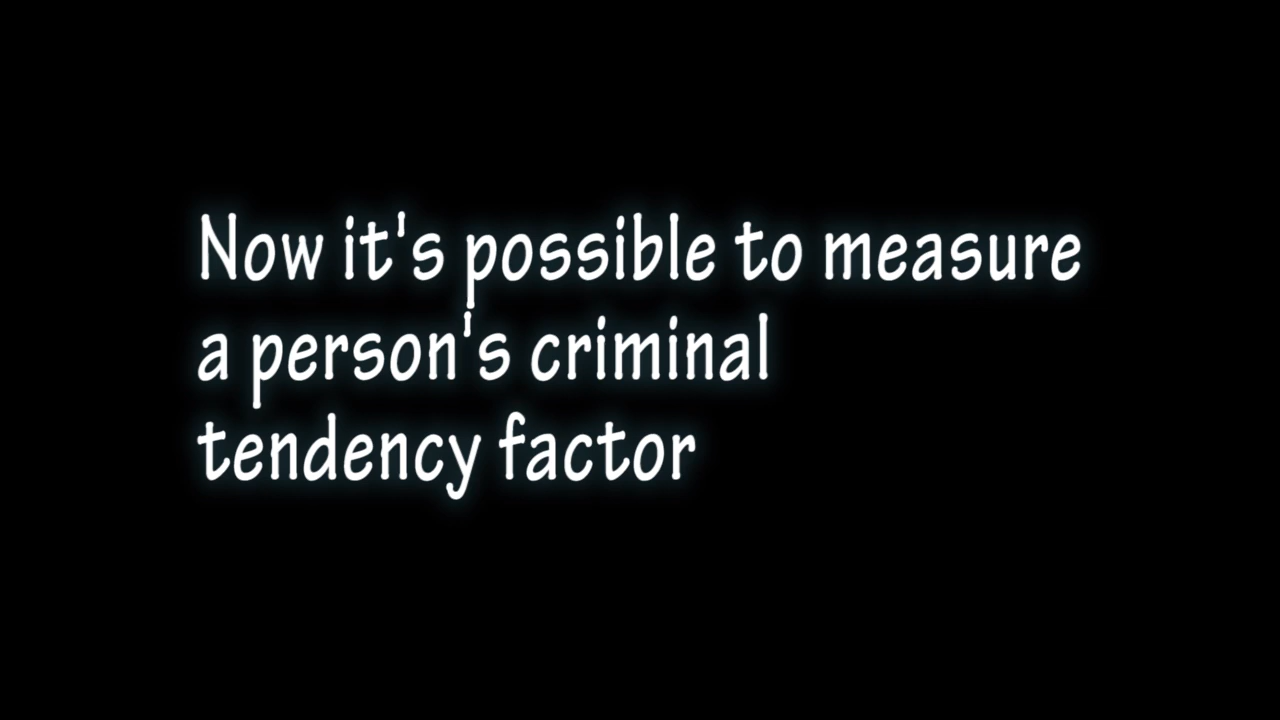 Now it's possible to measure
a person's criminal
tendency factor